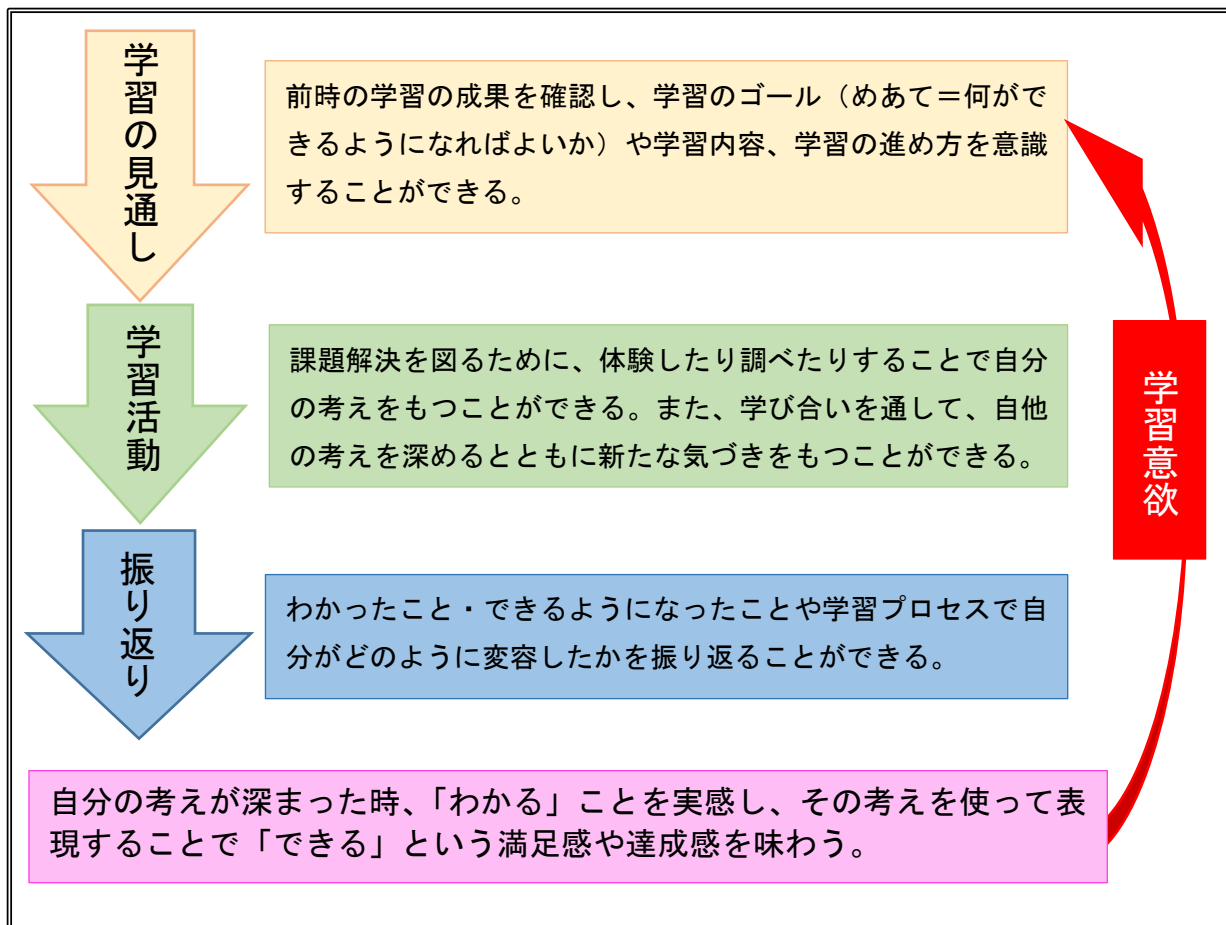 学習の見通し
前時の学習の成果を確認し、学習のゴール（めあて＝何がで
きるようになればよいか）や学習内容、学習の進め方を意識
することができる。
学習活動
課題解決を図るために、体験したり調べたりすることで自分
の考えをもつことができる。また、学び合いを通して、自他
の考えを深めるとともに新たな気づきをもつことができる。
振り返り
わかったこと・できるようになったことや学習プロセスで自
分がどのように変容したかを振り返ることができる。
自分の考えが深まった時、「わかる」ことを実感し、その考えを使って表
現することで「できる」という満足感や達成感を味わう。
学習意欲